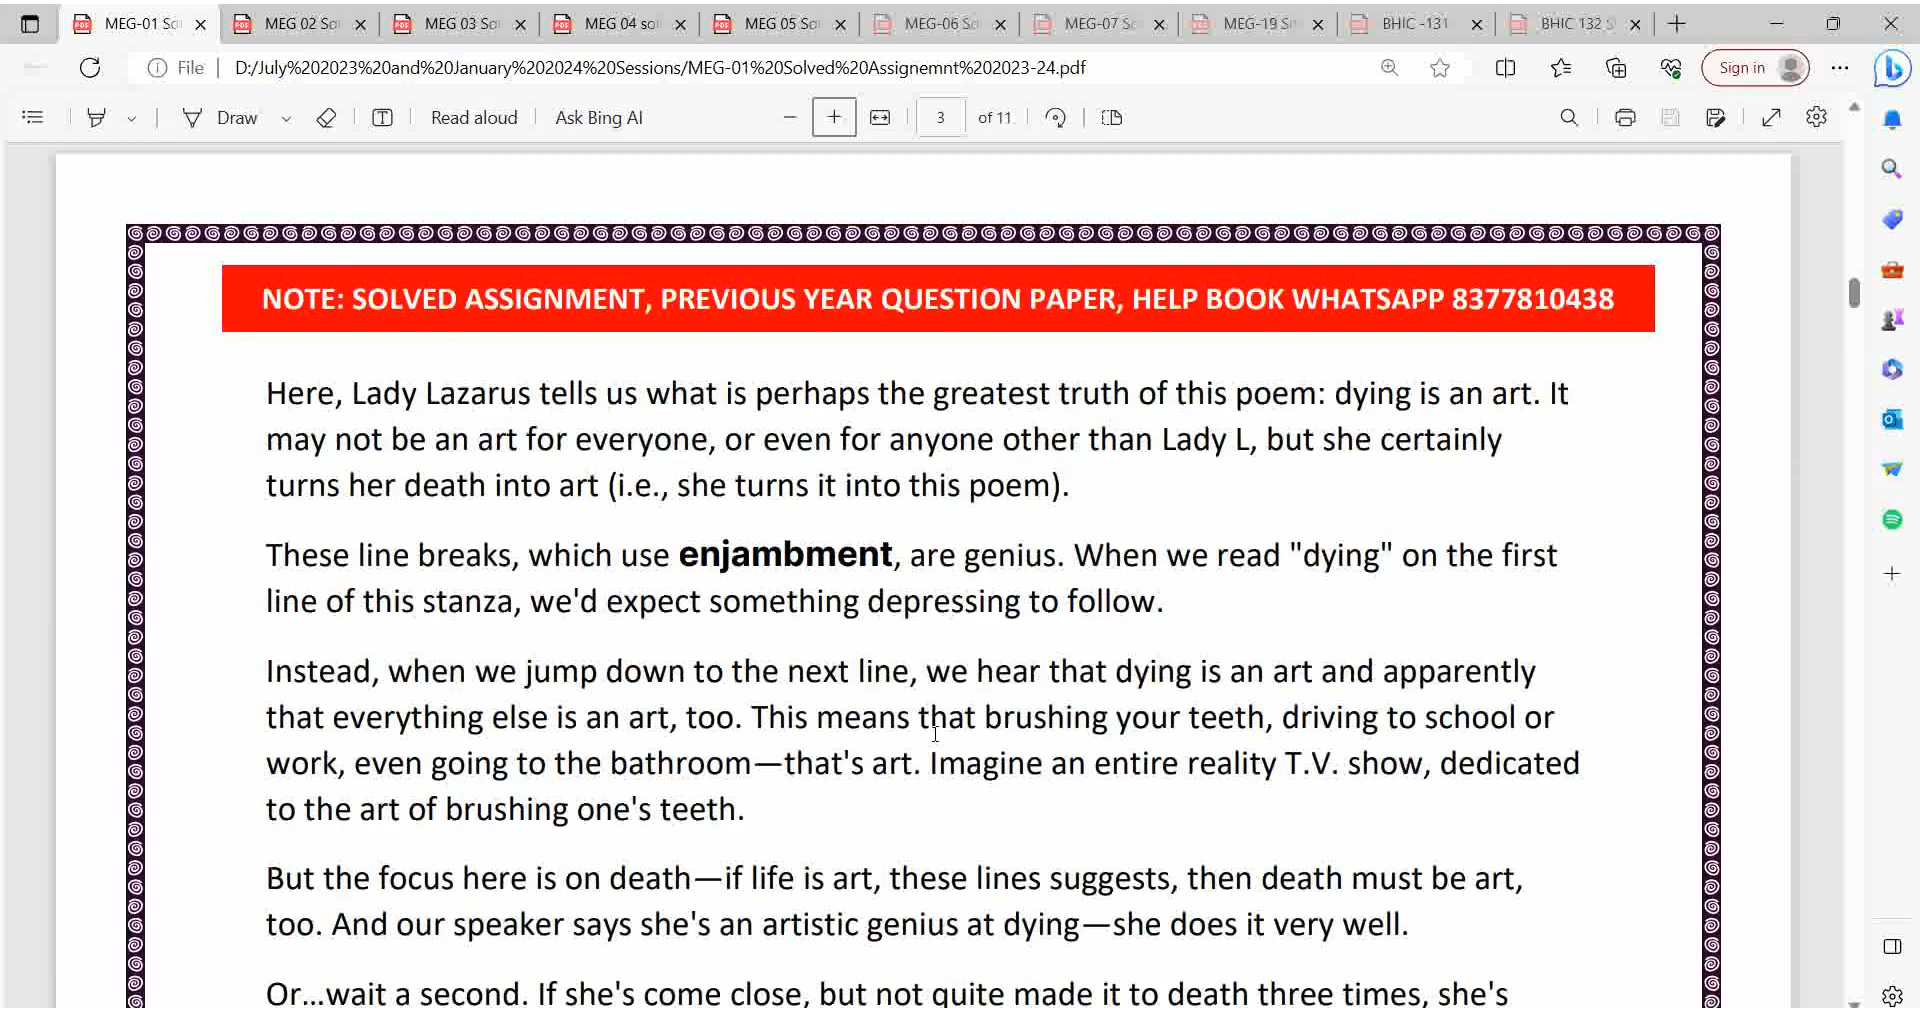 MEG-01 So
MEG 02 So
MEG 03 So
MEG 04 sol
MEG 05 So
MEG-06 So
MEG-07 So
MEG-19
BHIC -131
BHIC 132 S
File
D:/July%202023%20and%20January%202024%20Sessions/MEG-01%20Solved%20Assignemnt%202023-24.pdf
Sign in
Draw
Read aloud
Ask Bing AI
3
of 11
NOTE: SOLVED ASSIGNMENT, PREVIOUS YEAR QUESTION PAPER, HELP BOOK WHATSAPP 8377810438
Here, Lady Lazarus tells us what is perhaps the greatest truth of this poem: dying is an art. It
may not be an art for everyone, or even for anyone other than Lady L, but she certainly
turns her death into art (i.e., she turns it into this poem).
These line breaks, which use enjambment, are genius. When we read "dying" on the first
line of this stanza, we'd expect something depressing to follow.
Instead, when we jump down to the next line, we hear that dying is an art and apparently
that everything else is an art, too. This means that brushing your teeth, driving to school or
work, even going to the bathroom—that's art. Imagine an entire reality T.V. show, dedicated
to the art of brushing one's teeth.
But the focus here is on death—if life is art, these lines suggests, then death must be art,
too. And our speaker says she's an artistic genius at dying—she does it very well.
Or...wait a second. If she's come close, but not quite made it to death three times, she's